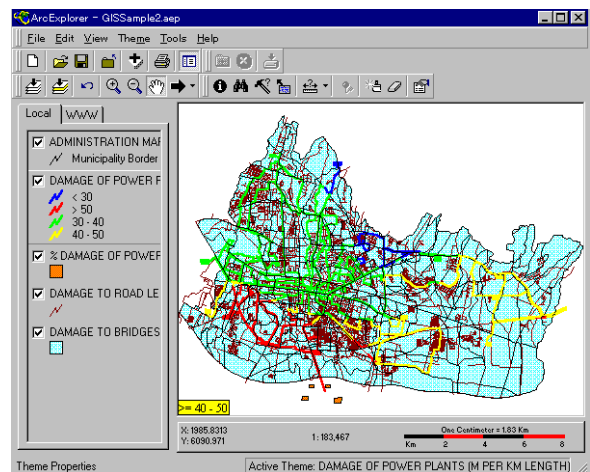 ArcExplorer - GISSample2.aep
File Edit View Theme Tools Help
Local WWW
ADMINISTRATION MAP
Municipality Border
DAMAGE OF POWER P
< 30
> 50
30 - 40
40 - 50
% DAMAGE OF POWER
DAMAGE TO ROAD LE
DAMAGE TO BRIDGES
>= 40 - 50
X: 1985.8313
Y: 6090.971
1: 183,467
One Centimeter = 1.83 Km
Km 2 4 6 8
Theme Properties
Active Theme: DAMAGE OF POWER PLANTS (M PER KM LENGTH)